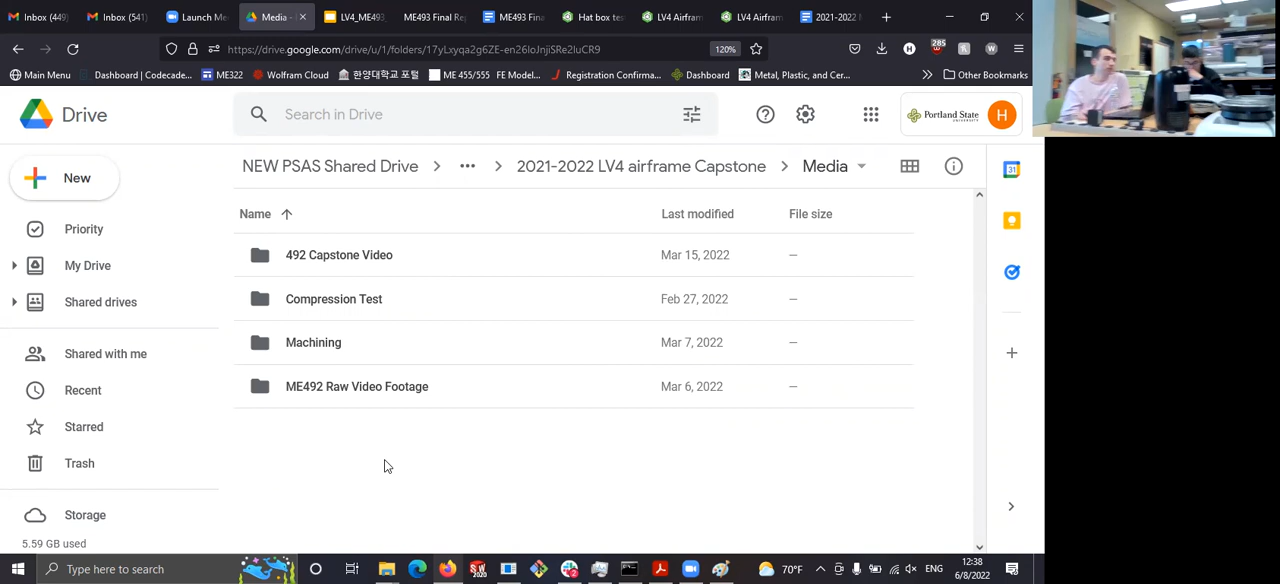 Inbox (449)
Inbox (541)
Launch Me
Media -
LV4_ME493_
ME493 Final Re
ME493 Fina
Hat box tes
LV4 Airfram
LV4 Airfram
2021-2022 l
https://drive.google.com/drive/u/1/folders/17yLxyqa2g6ZE-en26loJnjiSRe2luCR9
120%
285
H
W
Main Menu
Dashboard | Codecade...
ME322
Wolfram Cloud
한양대학교 포털
ME 455/555 FE Model...
Registration Confirma...
Dashboard
Metal, Plastic, and Cer...
Other Bookmarks
Drive
Search in Drive
Portland State
UNIVERSITY
H
New
NEW PSAS Shared Drive
2021-2022 LV4 airframe Capstone
Media
31
Name
Last modified
File size
Priority
492 Capstone Video
Mar 15, 2022
—
My Drive
Compression Test
Feb 27, 2022
—
Shared drives
Machining
Mar 7, 2022
—
Shared with me
ME492 Raw Video Footage
Mar 6, 2022
—
Recent
Starred
Trash
Storage
5.59 GB used
Type here to search
SW
2020
70°F
ENG
12:38
6/8/2022